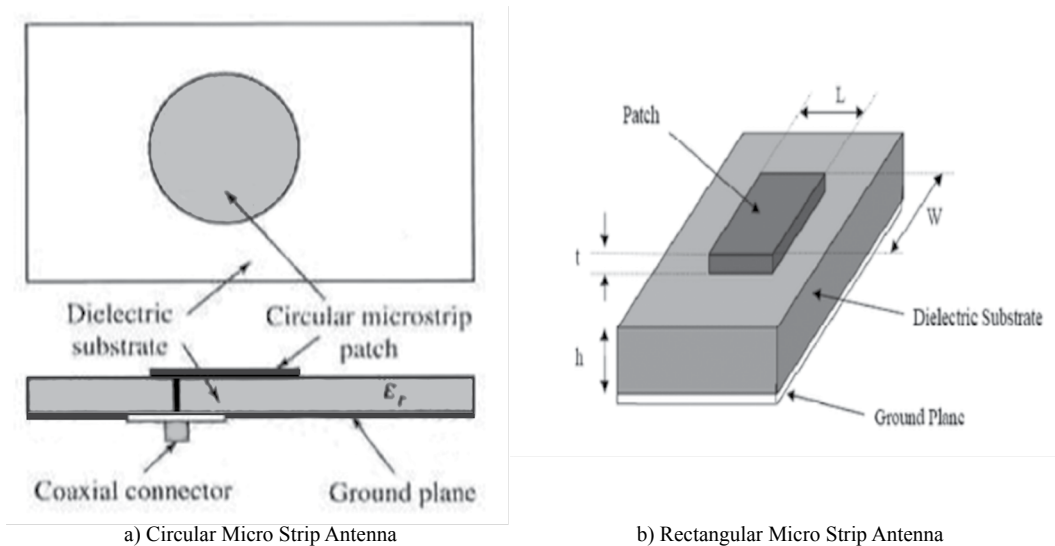 Dielectric
substrate
Circular microstrip
patch
εr
Coaxial connector
Ground plane
a) Circular Micro Strip Antenna
Patch
L
W
t
h
Dielectric Substrate
Ground Plane
b) Rectangular Micro Strip Antenna